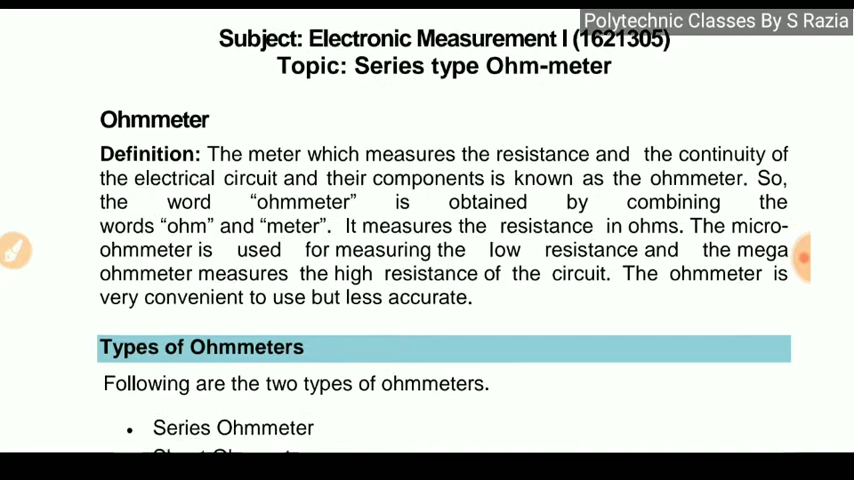 Polytechnic Classes By S Razia
Subject: Electronic Measurement I (1621305)
Topic: Series type Ohm-meter
Ohmmeter
Definition: The meter which measures the resistance and the continuity of
the electrical circuit and their components is known as the ohmmeter. So,
the word “ohmmeter” is obtained by combining the
words “ohm” and “meter”. It measures the resistance in ohms. The micro-
ohmmeter is used for measuring the low resistance and the mega
ohmmeter measures the high resistance of the circuit. The ohmmeter is
very convenient to use but less accurate.
Types of Ohmmeters
Following are the two types of ohmmeters.
• Series Ohmmeter